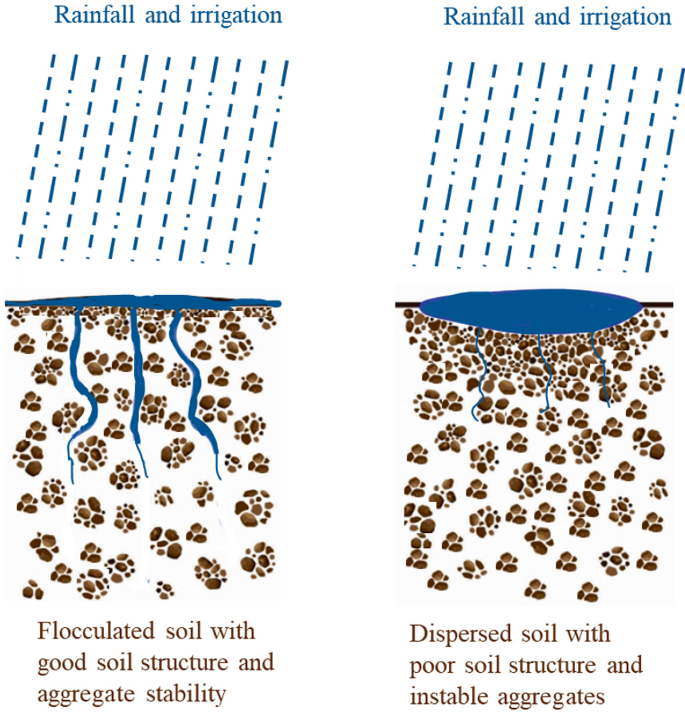 Rainfall and irrigation
Rainfall and irrigation
Flocculated soil with
good soil structure and
aggregate stability
Dispersed soil with
poor soil structure and
instable aggregates